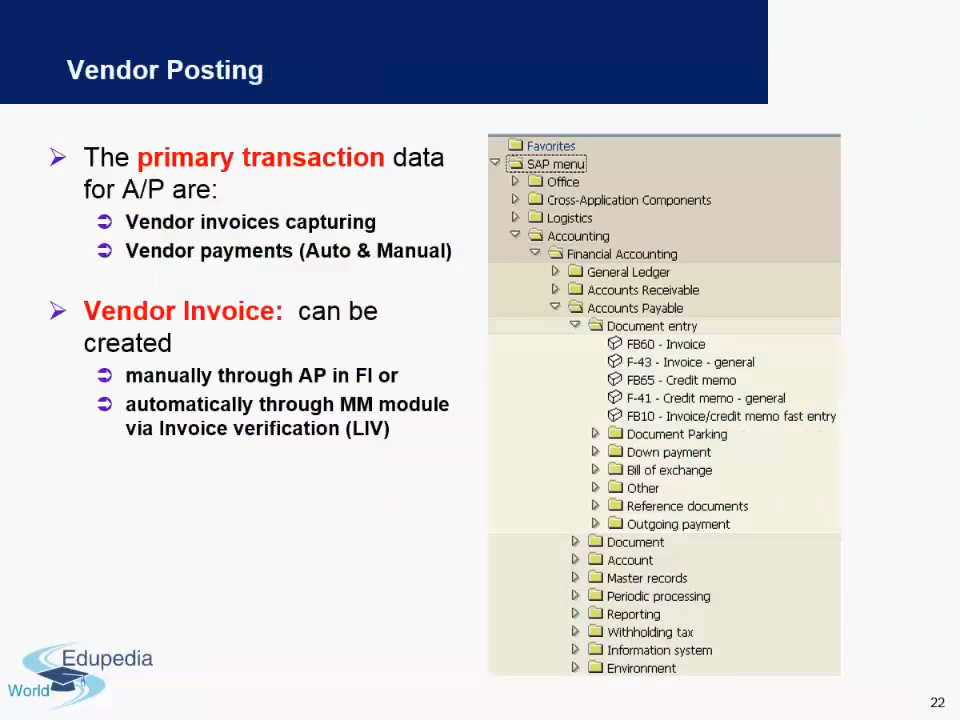 Vendor Posting
The primary transaction data
for A/P are:
Vendor invoices capturing
Vendor payments (Auto & Manual)
Vendor Invoice: can be
created
manually through AP in FI or
automatically through MM module
via Invoice verification (LIV)
Favorites
SAP menu
Office
Cross-Application Components
Logistics
Accounting
Financial Accounting
General Ledger
Accounts Receivable
Accounts Payable
Document entry
FB60 - Invoice
F-43 - Invoice - general
FB65 - Credit memo
F-41 - Credit memo - general
FB10 - Invoice/credit memo fast entry
Document Parking
Down payment
Bill of exchange
Other
Reference documents
Outgoing payment
Document
Account
Master records
Periodic processing
Reporting
Withholding tax
Information system
Environment
Edupedia
World
22